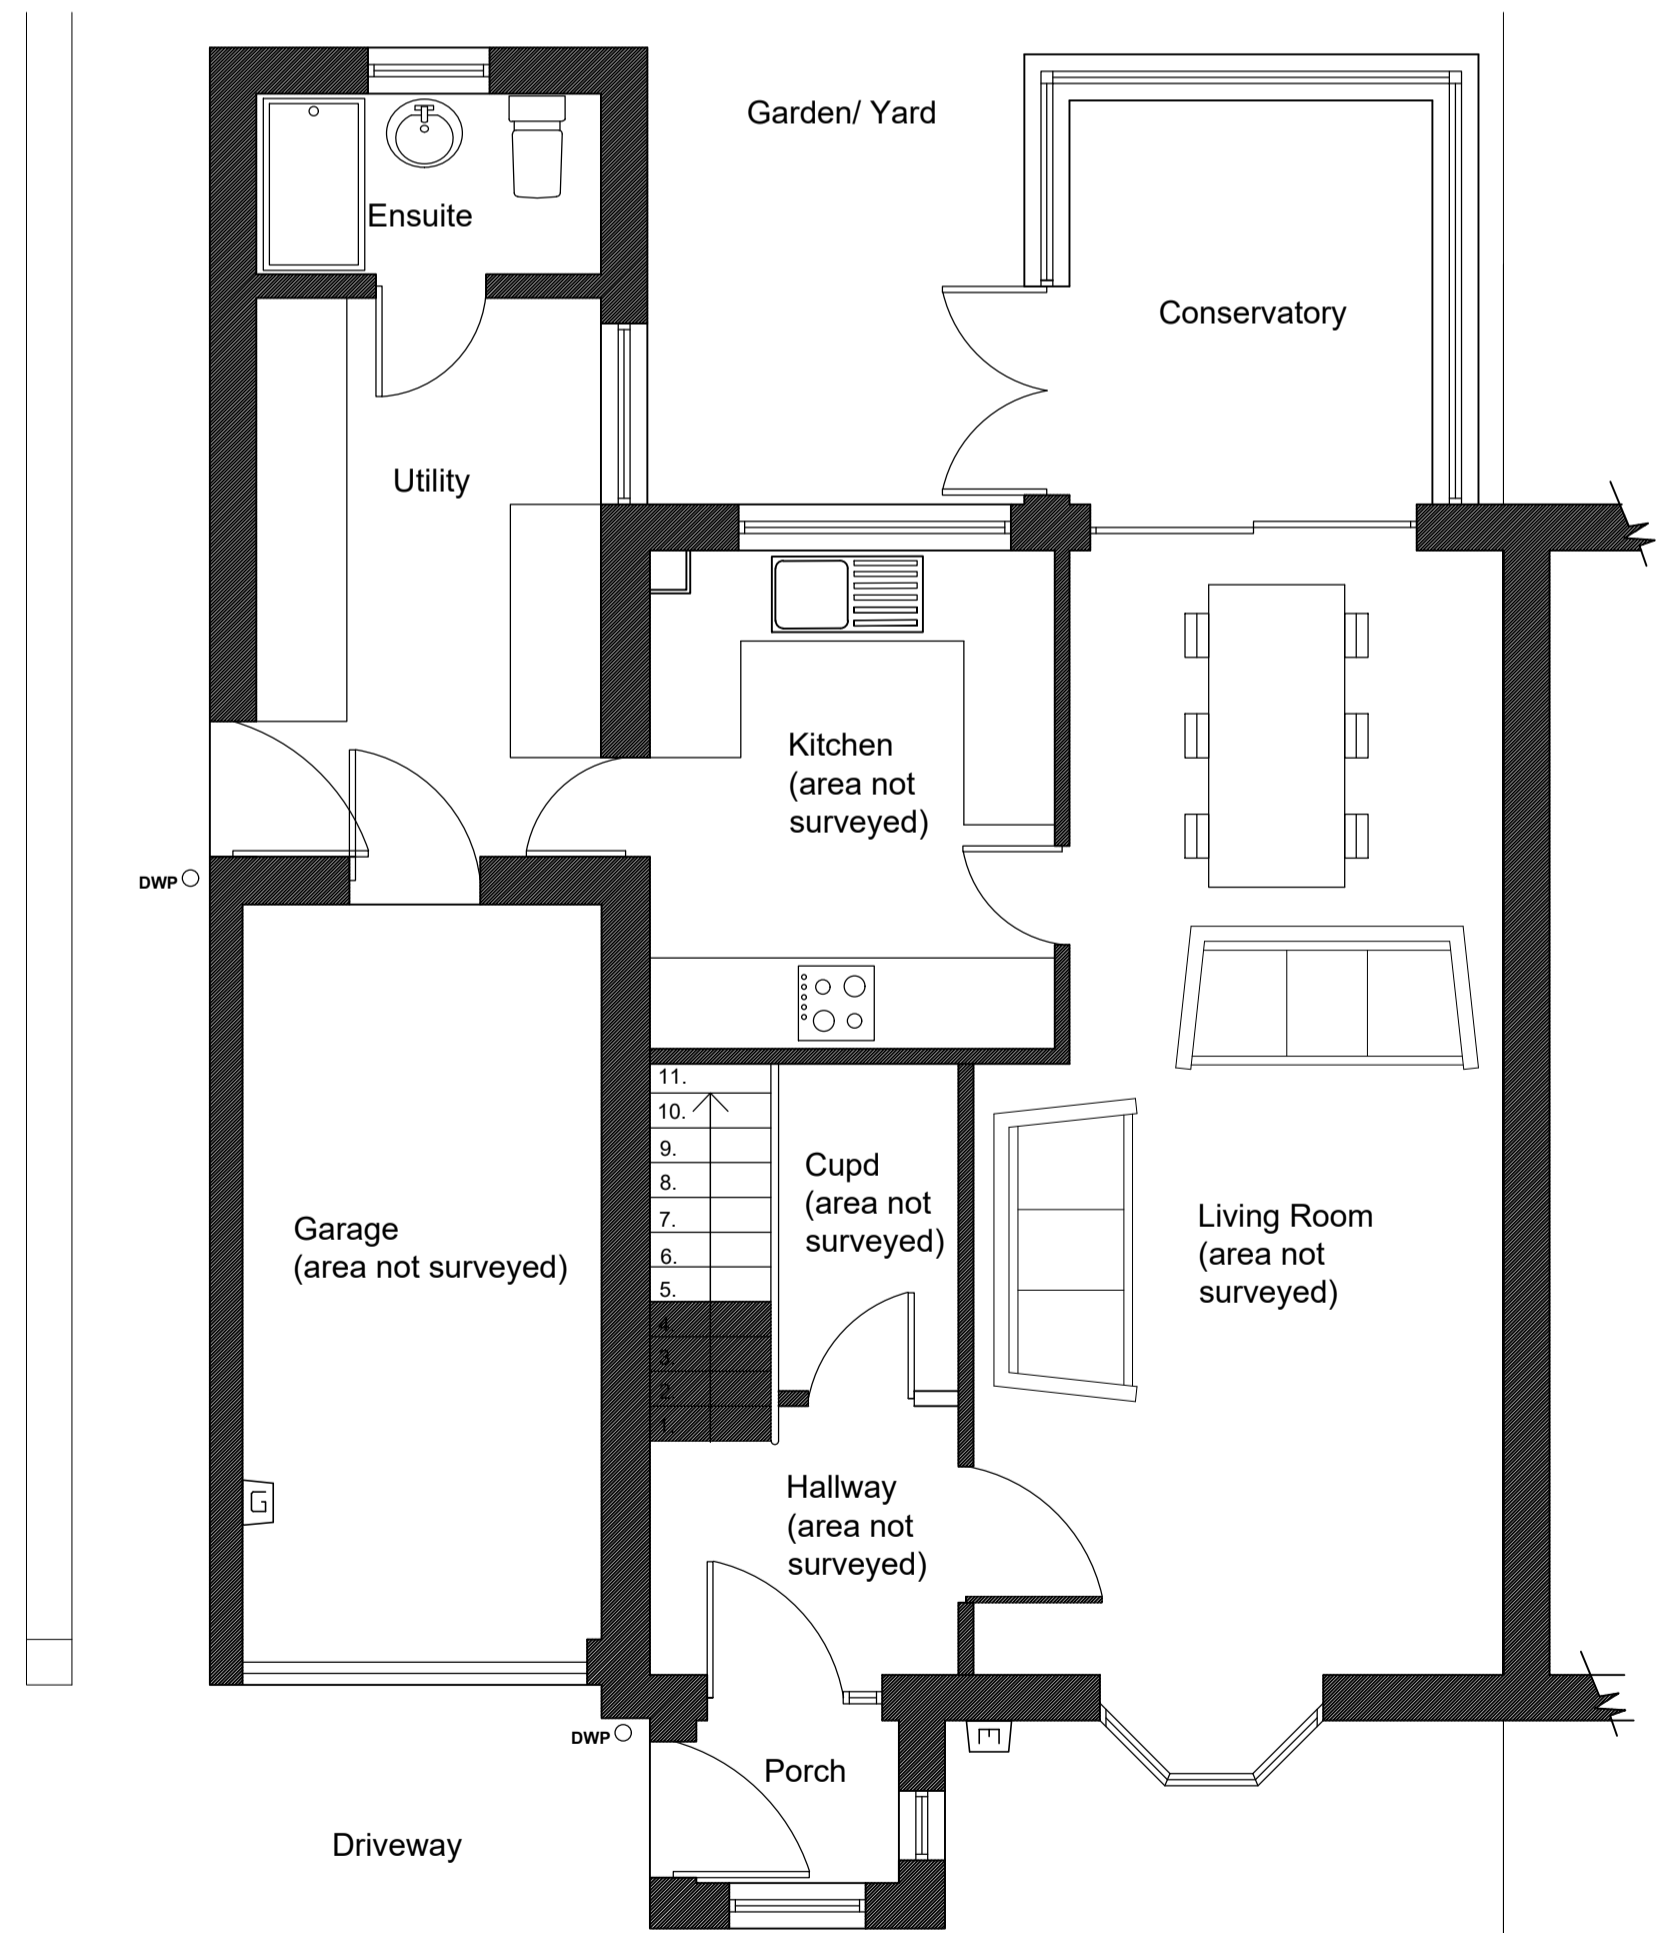 Garden/ Yard
Ensuite
Conservatory
Utility
Kitchen
(area not
surveyed)
DWP
11.
10.
9.
8.
7.
6.
5.
4.
3.
2.
1.
Cupd
(area not
surveyed)
Garage
(area not surveyed)
Living Room
(area not
surveyed)
G
Hallway
(area not
surveyed)
DWP
E
Porch
Driveway